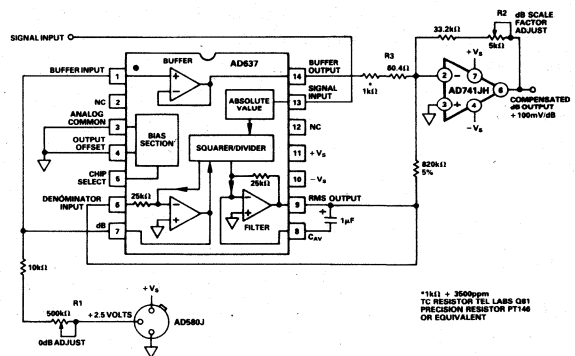 SIGNAL INPUT
33.2kΩ
R2
dB SCALE
FACTOR
ADJUST
5kΩ
BUFFER
AD637
BUFFER
OUTPUT
R3
60.4Ω
+VS
BUFFER INPUT
1
14
*
1kΩ
2
7
AD741JH
6
3
4
−VS
COMPENSATED
dB OUTPUT
+100mV/dB
NC
2
ABSOLUTE
VALUE
13
SIGNAL
INPUT
ANALOG
COMMON
3
BIAS
SECTION
12
NC
OUTPUT
OFFSET
4
SQUARER/DIVIDER
11
+VS
CHIP
SELECT
5
25kΩ
25kΩ
10
−VS
820kΩ
5%
DENOMINATOR
INPUT
6
9
RMS OUTPUT
dB
7
FILTER
8
CAV
+
1μF
10kΩ
R1
500kΩ
0dB ADJUST
+2.5 VOLTS
+VS
AD580J
*1kΩ + 3500ppm
TC RESISTOR TEL LABS Q81
PRECISION RESISTOR PT146
OR EQUIVALENT